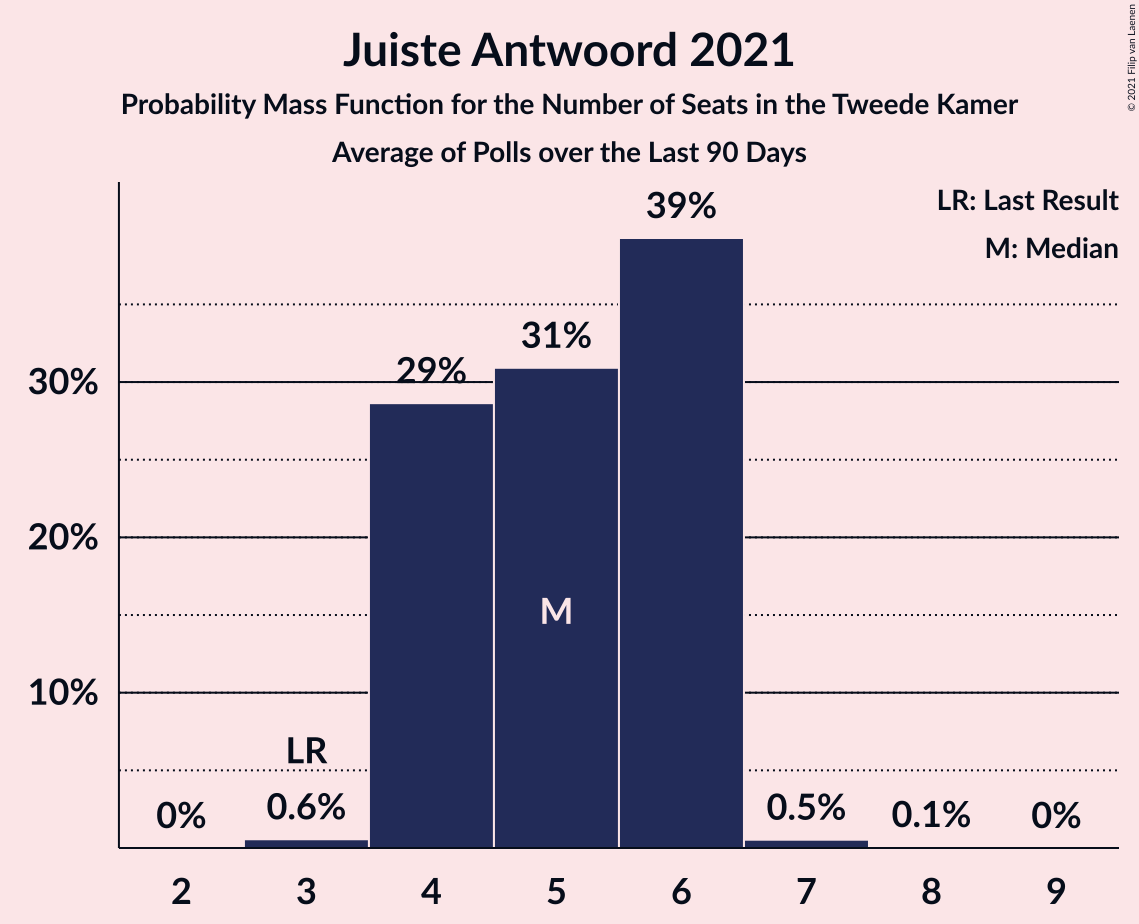 Juiste Antwoord 2021
Probability Mass Function for the Number of Seats in the Tweede Kamer
Average of Polls over the Last 90 Days
© 2021 Filip van Laenen
LR: Last Result
M: Median
39%
31%
29%
30%
20%
M
10%
LR
0% 0.6% 0.5% 0.1% 0%
2 3 4 5 6 7 8 9